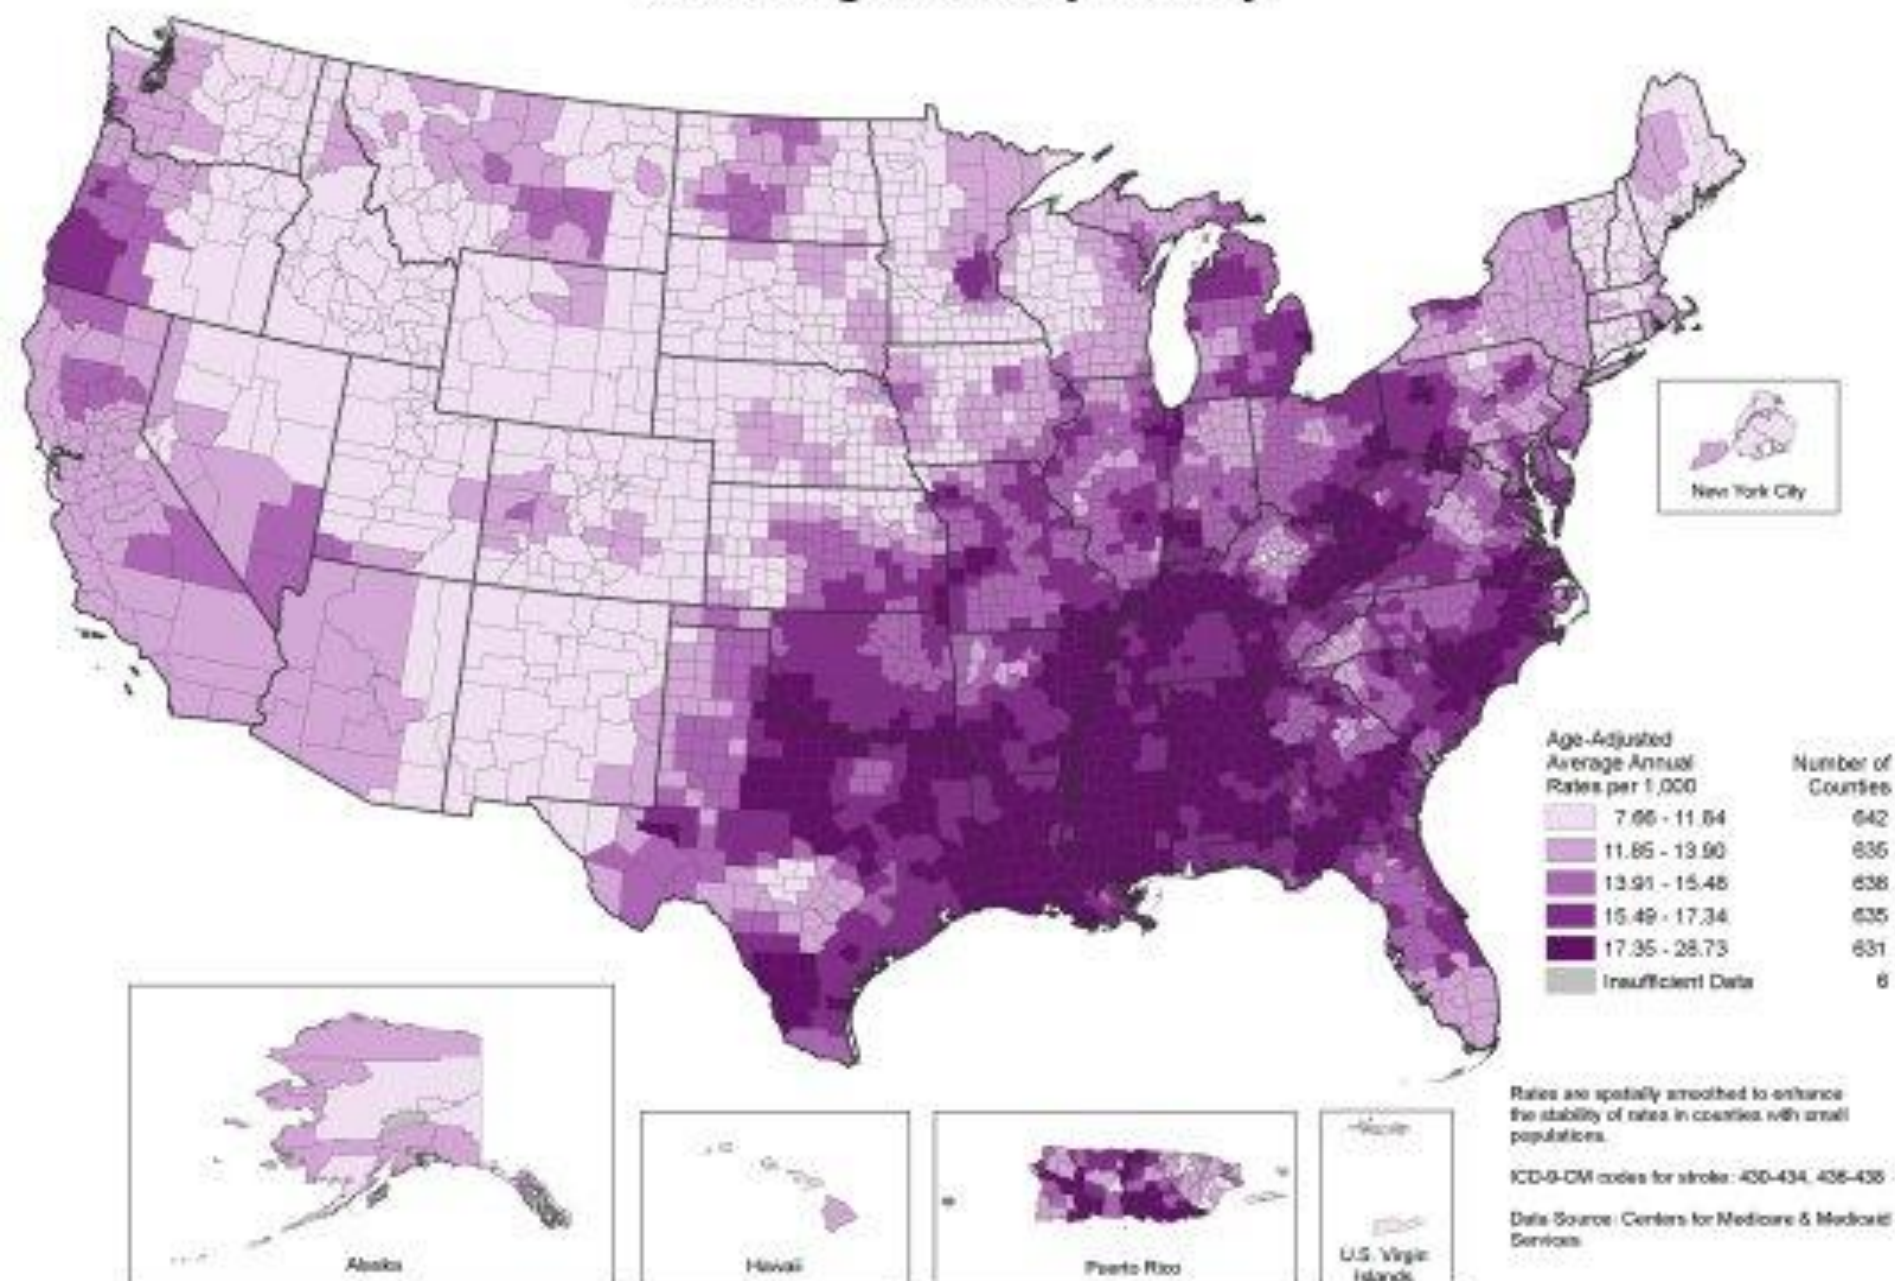 New York City
Age-Adjusted
Average Annual
Rates per 1,000
Number of
Counties
7.66 - 11.84 642
11.85 - 13.90 635
13.91 - 15.48 638
15.49 - 17.34 635
17.35 - 28.73 631
Insufficient Data 6
Rates are spatially smoothed to enhance
the stability of rates in counties with small
populations.
ICD-9-CM codes for stroke: 430-434, 436-438
Data Source: Centers for Medicare & Medicaid
Services
Alaska
Hawaii
Puerto Rico
U.S. Virgin
Islands